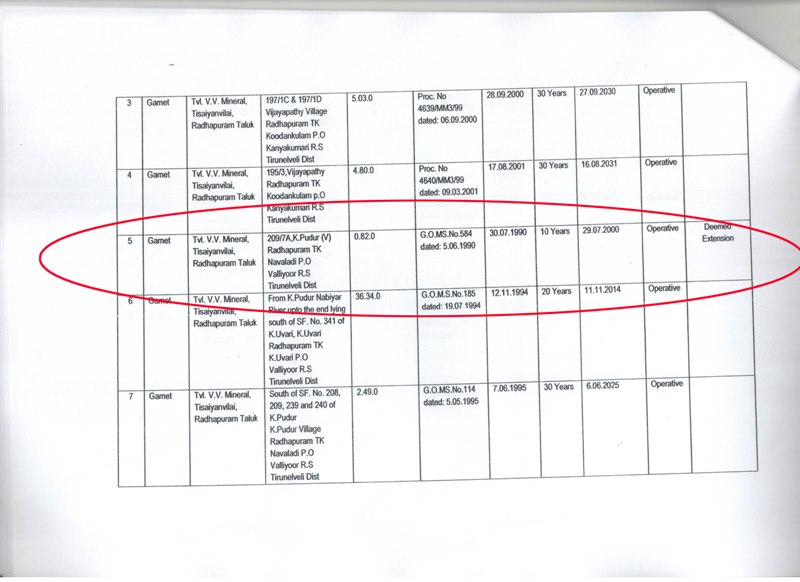 3
Garnet
Tvl. V.V. Mineral,
Tisaiyanvilai,
Radhapuram Taluk
197/1C & 197/1D
Vijayapathy Village
Radhapuram TK
Koodankulam P.O
Kanyakumari R.S
Tirunelveli Dist
5.03.0
Proc. No
4639/MM3/99
dated: 06.09.2000
28.09.2000
30 Years
27.09.2030
Operative
4
Garnet
Tvl. V.V. Mineral,
Tisaiyanvilai,
Radhapuram Taluk
195/3,Vijayapathy
Radhapuram TK
Koodankulam p.O
Kanyakumari R.S
Tirunelveli Dist
4.80.0
Proc. No
4640/MM3/99
dated: 09.03.2001
17.08.2001
30 Years
16.08.2031
Operative
5
Garnet
Tvl. V.V. Mineral,
Tisaiyanvilai,
Radhapuram Taluk
209/7A,K.Pudur (V)
Radhapuram TK
Navaladi P.O
Valliyoor R.S
Tirunelveli Dist
0.82.0
G.O.MS.No.584
dated: 5.06.1990
30.07.1990
10 Years
29.07.2000
Operative
Deemed
Extension
6
Garnet
Tvl. V.V. Mineral,
Tisaiyanvilai,
Radhapuram Taluk
From K.Pudur Nabiyar
River upto the end lying
south of SF. No. 341 of
K.Uvari, K.Uvari
Radhapuram TK
K.Uvari P.O
Valliyoor R.S
Tirunelveli Dist
36.34.0
G.O.M.S.No.185
dated: 19.07 1994
12.11.1994
20 Years
11.11.2014
Operative
7
Garnet
Tvl. V.V. Mineral,
Tisaiyanvilai,
Radhapuram Taluk
South of SF. No. 208,
209, 239 and 240 of
K.Pudur
K.Pudur Village
Radhapuram TK
Navaladi P.O
Valliyoor R.S
Tirunelveli Dist
2.49.0
G.O.MS.No.114
dated: 5.05.1995
7.06.1995
30 Years
6.06.2025
Operative